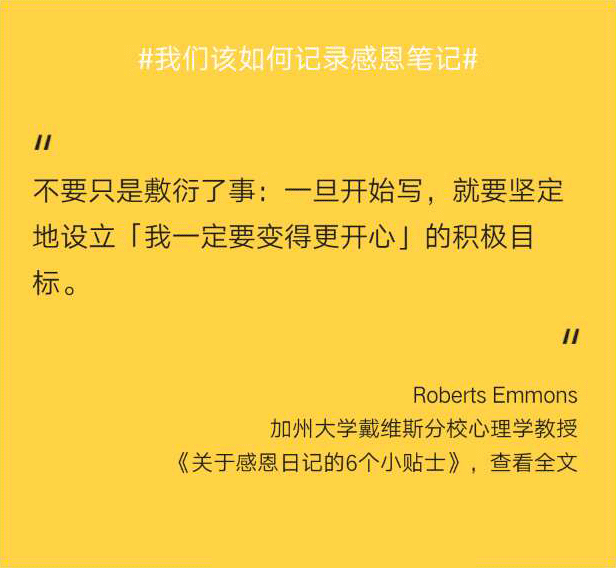 #我们该如何记录感恩笔记#
“
不要只是敷衍了事：一旦开始写，就要坚定
地设立「我一定要变得更开心」的积极目
标。
”
Roberts Emmons
加州大学戴维斯分校心理学教授
《关于感恩日记的6个小贴士》，查看全文